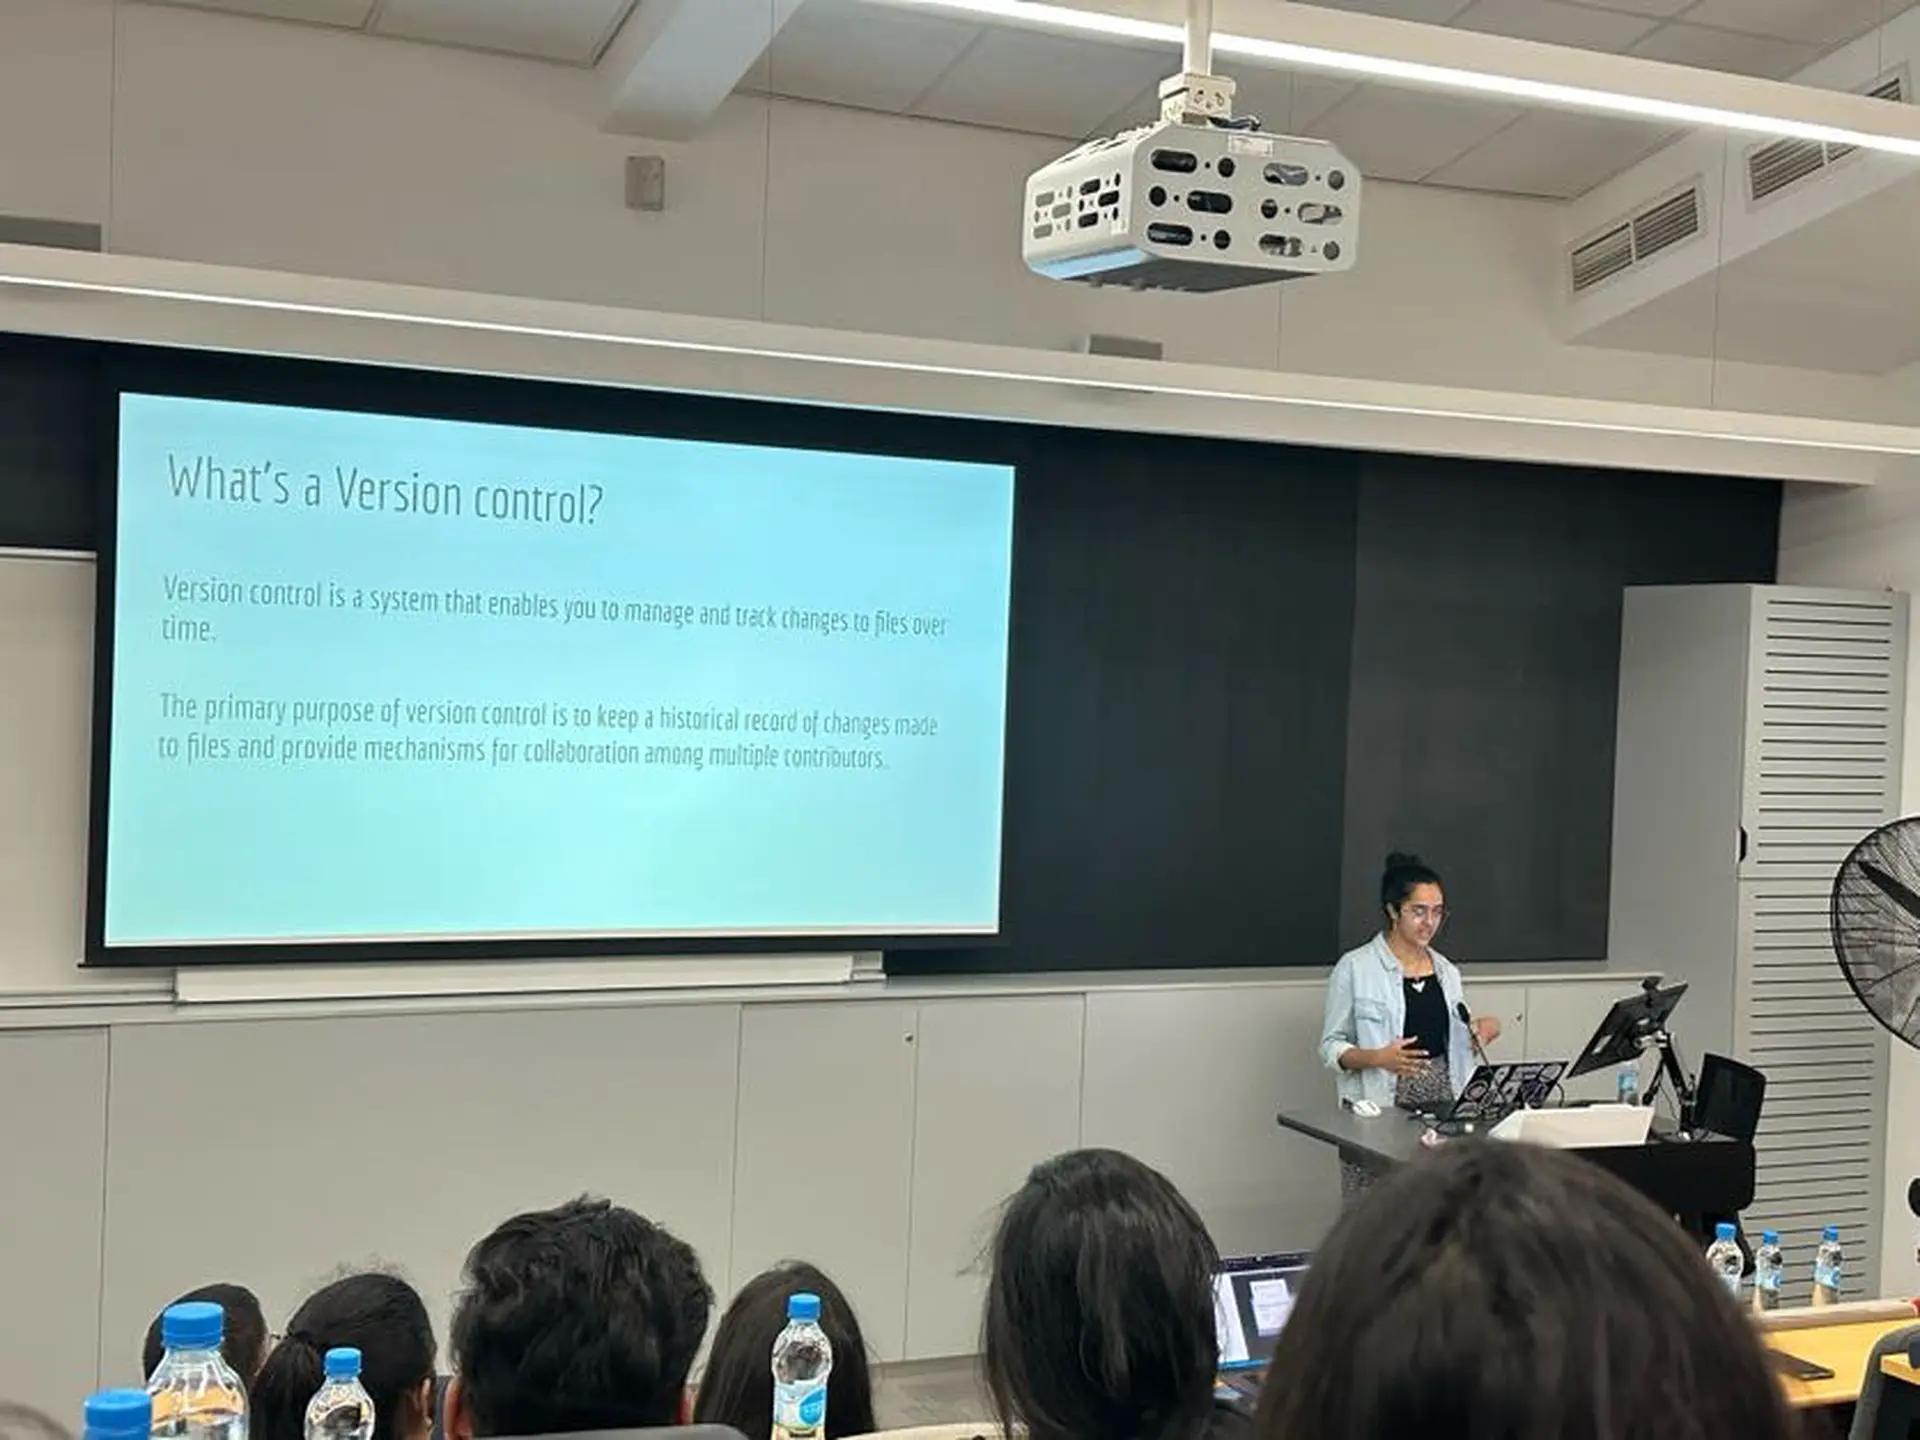 What's a Version control?
Version control is a system that enables you to manage and track changes to files over
time.
The primary purpose of version control is to keep a historical record of changes made
to files and provide mechanisms for collaboration among multiple contributors.